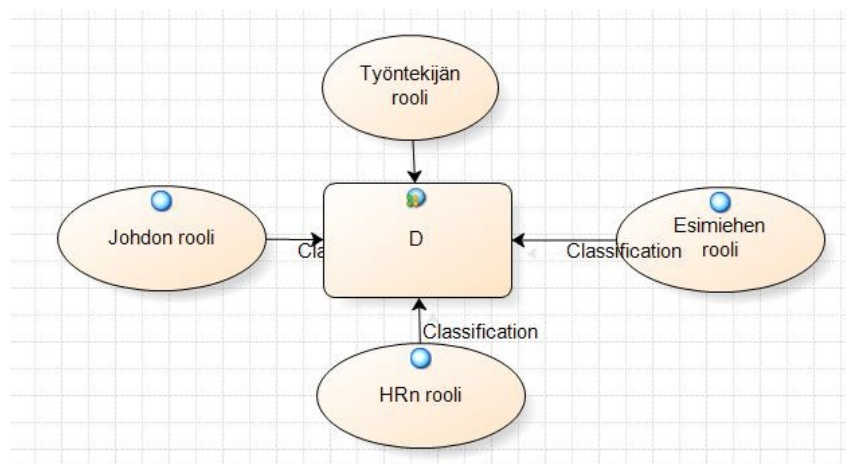 Työntekijän
rooli
Johdon rooli
D
Esimiehen
rooli
Classification
Classification
HRn rooli